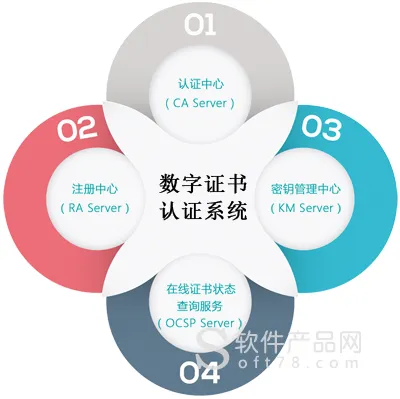 01
认证中心
( CA Server )
02
注册中心
( RA Server )
数字证书
认证系统
03
密钥管理中心
( KM Server )
在线证书状态
查询服务
( OCSP Server )
04
软件产品网
Soft78.com